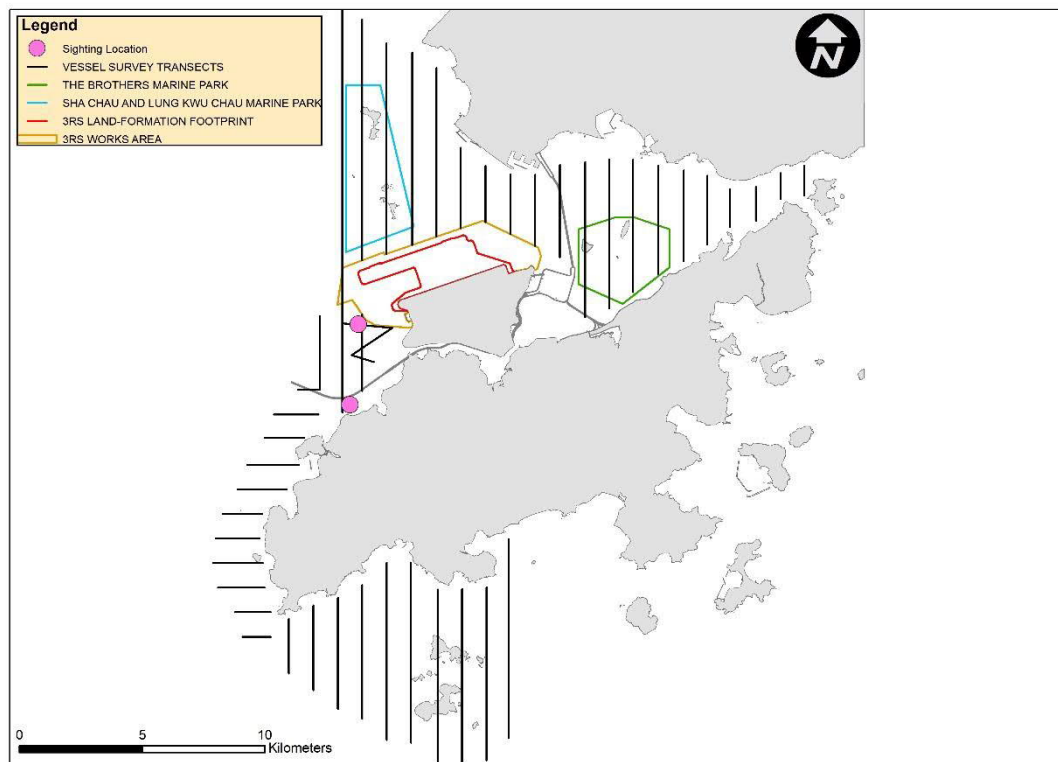 Legend
Sighting Location
VESSEL SURVEY TRANSECTS
THE BROTHERS MARINE PARK
SHA CHAU AND LUNG KWU CHAU MARINE PARK
3RS LAND-FORMATION FOOTPRINT
3RS WORKS AREA
N
0 5 10
Kilometers